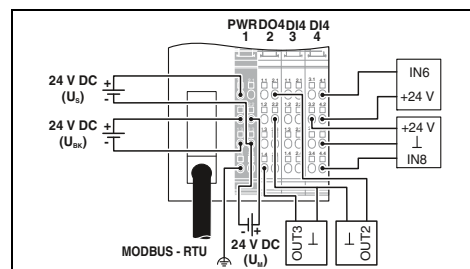 PWR DO4 DI4 DI4
1 2 3 4
24 V DC
(US)
+
-
24 V DC
(UBK)
+
-
MODBUS - RTU
- +
24 V DC
(UM)
IN6
+24 V
+24 V
⊥
IN8
OUT3
⊥
⊥
OUT2